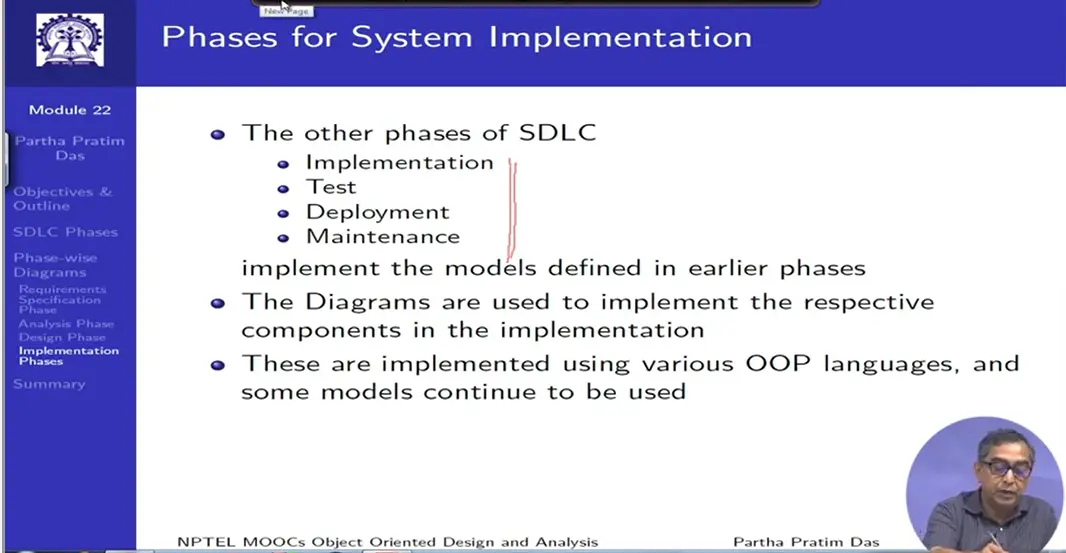 New Page
Phases for System Implementation
Module 22
Partha Pratim
Das
Objectives &
Outline
SDLC Phases
Phase-wise
Diagrams
Requirements
Specification
Phase
Analysis Phase
Design Phase
Implementation
Phases
Summary
The other phases of SDLC
Implementation
Test
Deployment
Maintenance
implement the models defined in earlier phases
The Diagrams are used to implement the respective
components in the implementation
These are implemented using various OOP languages, and
some models continue to be used
NPTEL MOOCs Object Oriented Design and Analysis
Partha Pratim Das